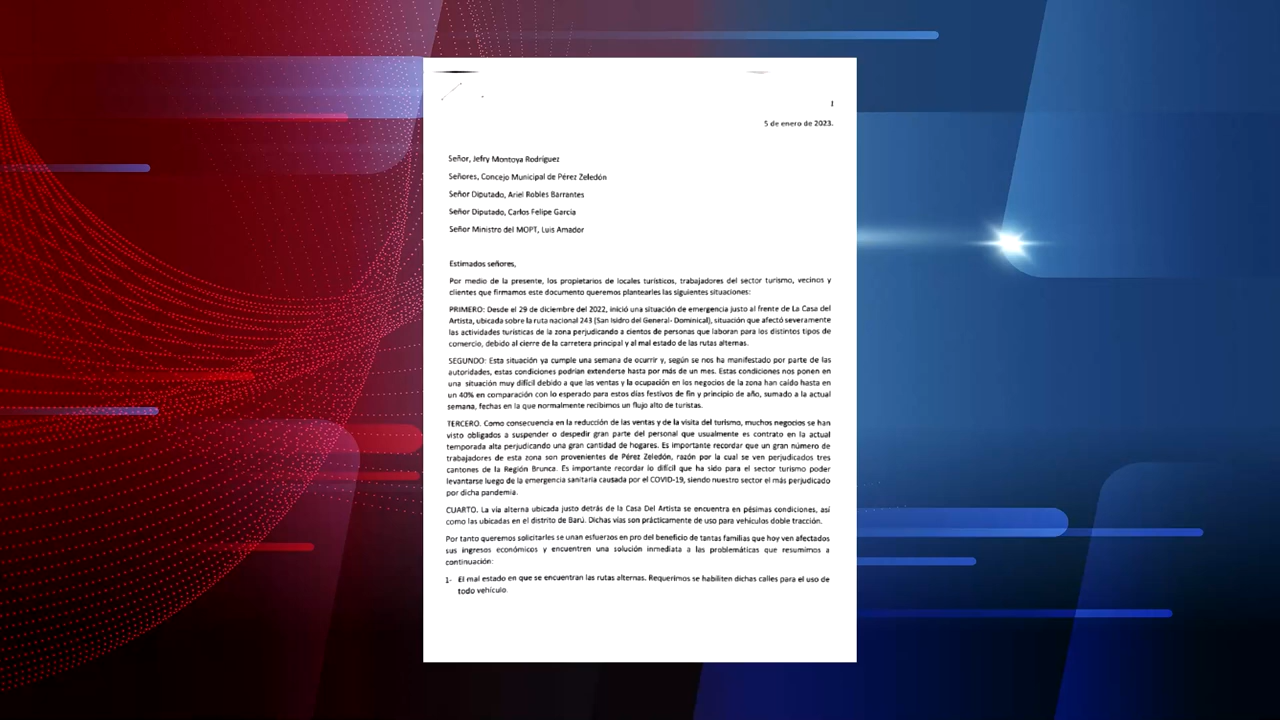 I
5 de enero de 2023.
Señor, Jefry Montoya Rodríguez
Señores, Concejo Municipal de Pérez Zeledón
Señor Diputado, Ariel Robles Barrantes
Señor Diputado, Carlos Felipe García
Señor Ministro del MOPT, Luis Amador
Estimados señores,
Por medio de la presente, los propietarios de locales turísticos, trabajadores del sector turismo, vecinos y
clientes que firmamos este documento queremos plantearles las siguientes situaciones:
PRIMERO: Desde el 29 de diciembre del 2022, inició una situación de emergencia justo al frente de La Casa del
Artista, ubicada sobre la ruta nacional 243 (San Isidro del General- Dominical), situación que afectó severamente
las actividades turísticas de la zona perjudicando a cientos de personas que laboran para los distintos tipos de
comercio, debido al cierre de la carretera principal y al mal estado de las rutas alternas.
SEGUNDO: Esta situación ya cumple una semana de ocurrir y, según se nos ha manifestado por parte de las
autoridades, estas condiciones podrían extenderse hasta por más de un mes. Estas condiciones nos ponen en
una situación muy difícil debido a que las ventas y la ocupación en los negocios de la zona han caído hasta en
un 40% en comparación con lo esperado para estos días festivos de fin y principio de año, sumado a la actual
semana, fechas en la que normalmente recibimos un flujo alto de turistas.
TERCERO. Como consecuencia en la reducción de las ventas y de la visita del turismo, muchos negocios se han
visto obligados a suspender o despedir gran parte del personal que usualmente es contrato en la actual
temporada alta perjudicando una gran cantidad de hogares. Es importante recordar que un gran número de
trabajadores de esta zona son provenientes de Pérez Zeledón, razón por la cual se ven perjudicados tres
cantones de la Región Brunca. Es importante recordar lo difícil que ha sido para el sector turismo poder
levantarse luego de la emergencia sanitaria causada por el COVID-19, siendo nuestro sector el más perjudicado
por dicha pandemia.
CUARTO. La vía alterna ubicada justo detrás de la Casa Del Artista se encuentra en pésimas condiciones, así
como las ubicadas en el distrito de Barú. Dichas vías son prácticamente de uso para vehículos doble tracción.
Por tanto queremos solicitarles se unan esfuerzos en pro del beneficio de tantas familias que hoy ven afectados
sus ingresos económicos y encuentren una solución inmediata a las problemáticas que resumimos a
continuación:
1- El mal estado en que se encuentran las rutas alternas. Requerimos se habiliten dichas calles para el uso de
todo vehículo.